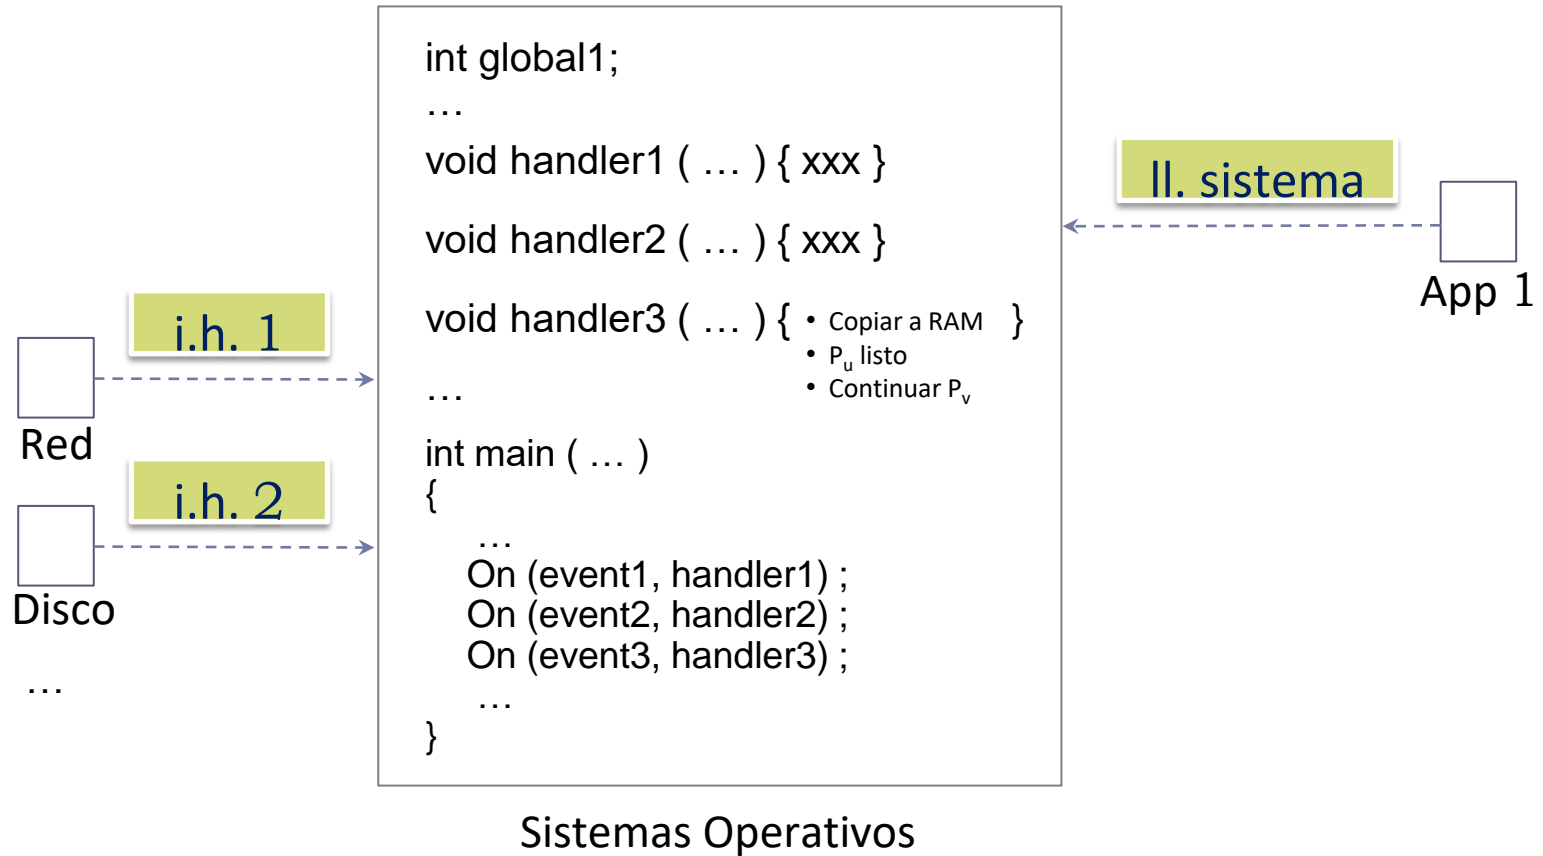 int global1;
…
void handler1 ( … ) { xxx }
void handler2 ( … ) { xxx }
void handler3 ( … ) { • Copiar a RAM }
• Pu listo
• Continuar Pv
…
int main ( … )
{
…
On (event1, handler1) ;
On (event2, handler2) ;
On (event3, handler3) ;
…
}
Sistemas Operativos
i.h. 1
Red
i.h. 2
Disco
…
ll. sistema
App 1